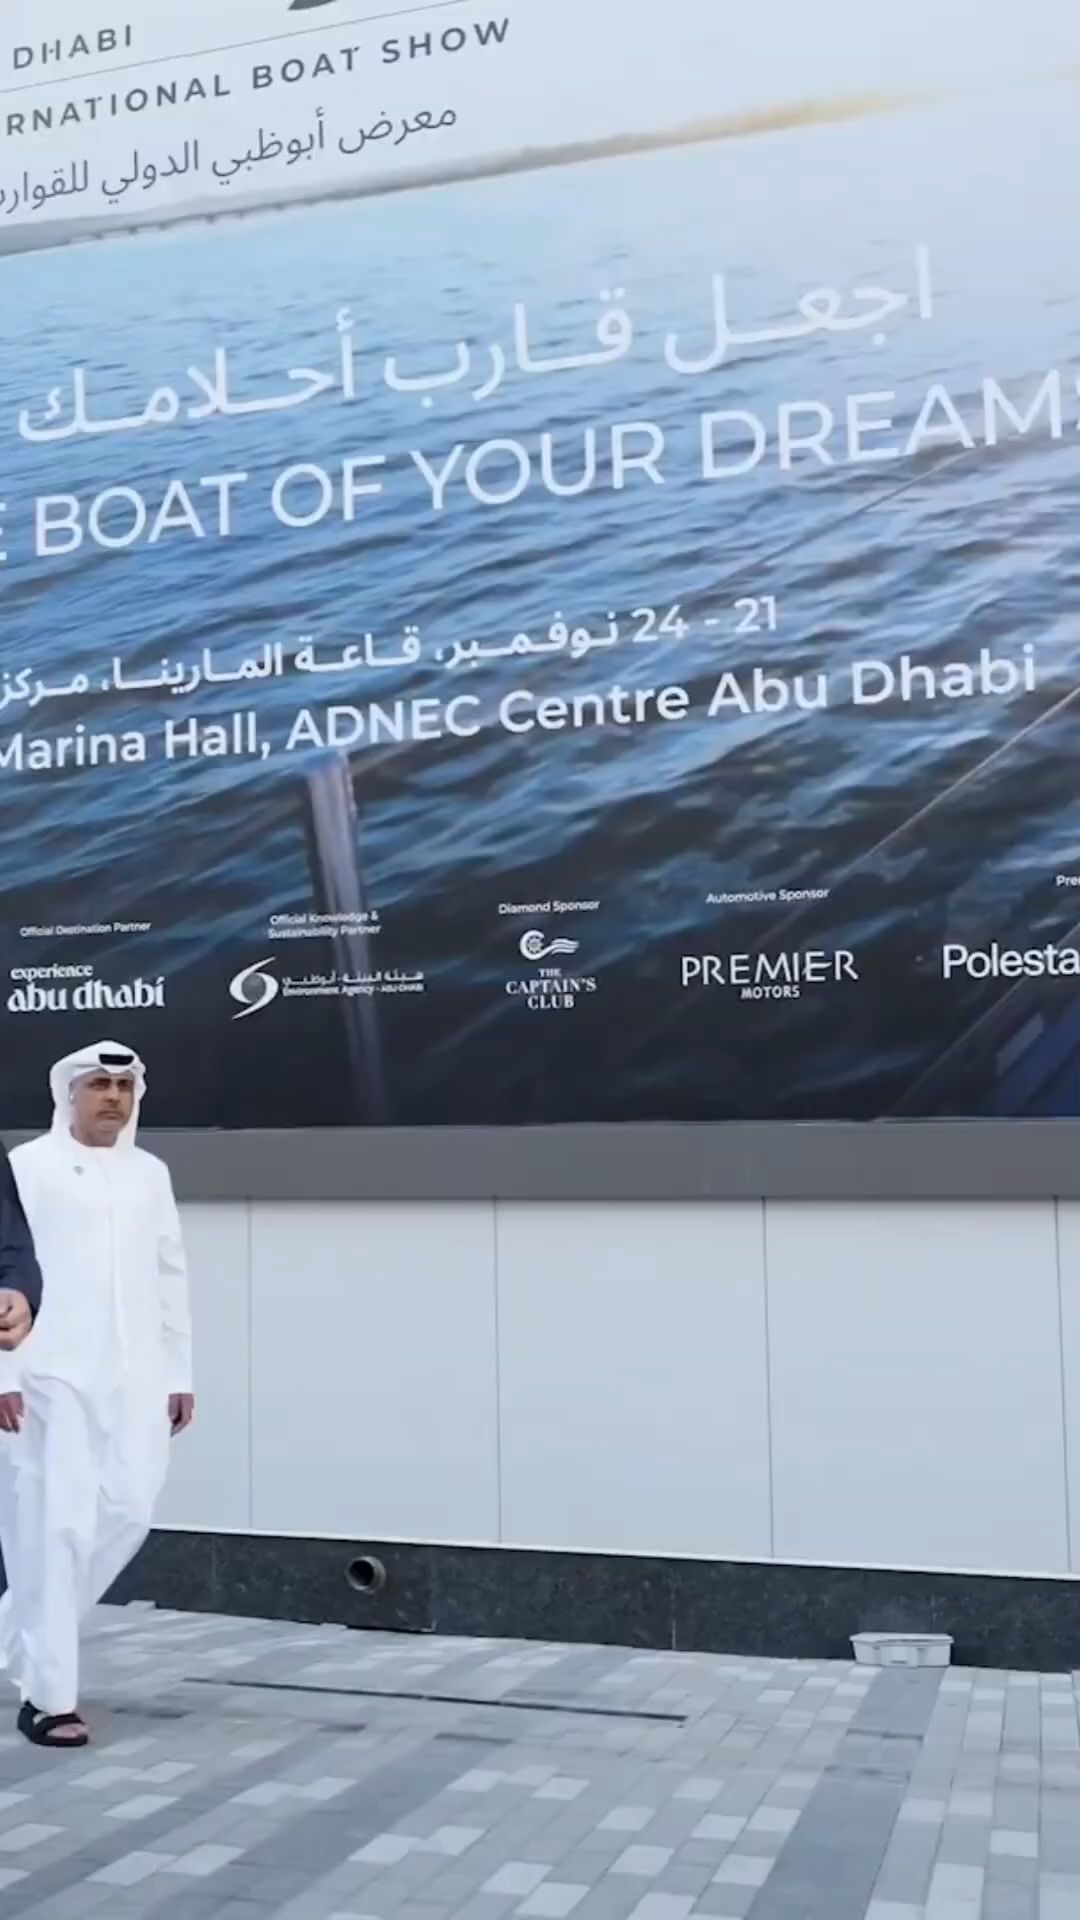 DHABI
RNATIONAL BOAT SHOW
معرض أبوظبي الدولي للقوارب
اجعل قارب أحلامك
E BOAT OF YOUR DREAMS
21 - 24 نوفمبر، قاعة المارينا، مركز
Marina Hall, ADNEC Centre Abu Dhabi
Official Destination Partner
experience
abu dhabi
Official Knowledge &
Sustainability Partner
هيئة البيئة - أبوظبي
Environment Agency - ABU DHABI
Diamond Sponsor
THE
CAPTAIN'S
CLUB
Automotive Sponsor
PREMIER
MOTORS
Pre
Polesta